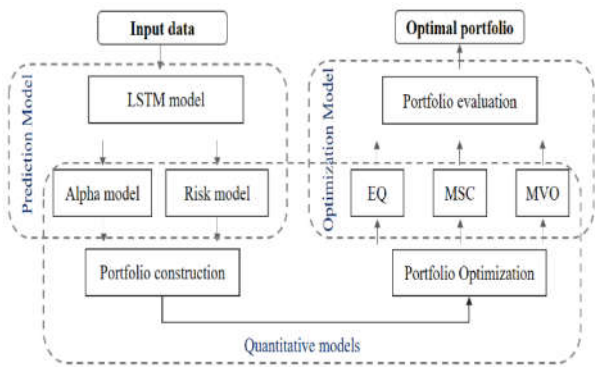 Input data
Optimal portfolio
Prediction Model
LSTM model
Alpha model
Risk model
Portfolio construction
Optimization Model
Portfolio evaluation
EQ
MSC
MVO
Portfolio Optimization
Quantitative models